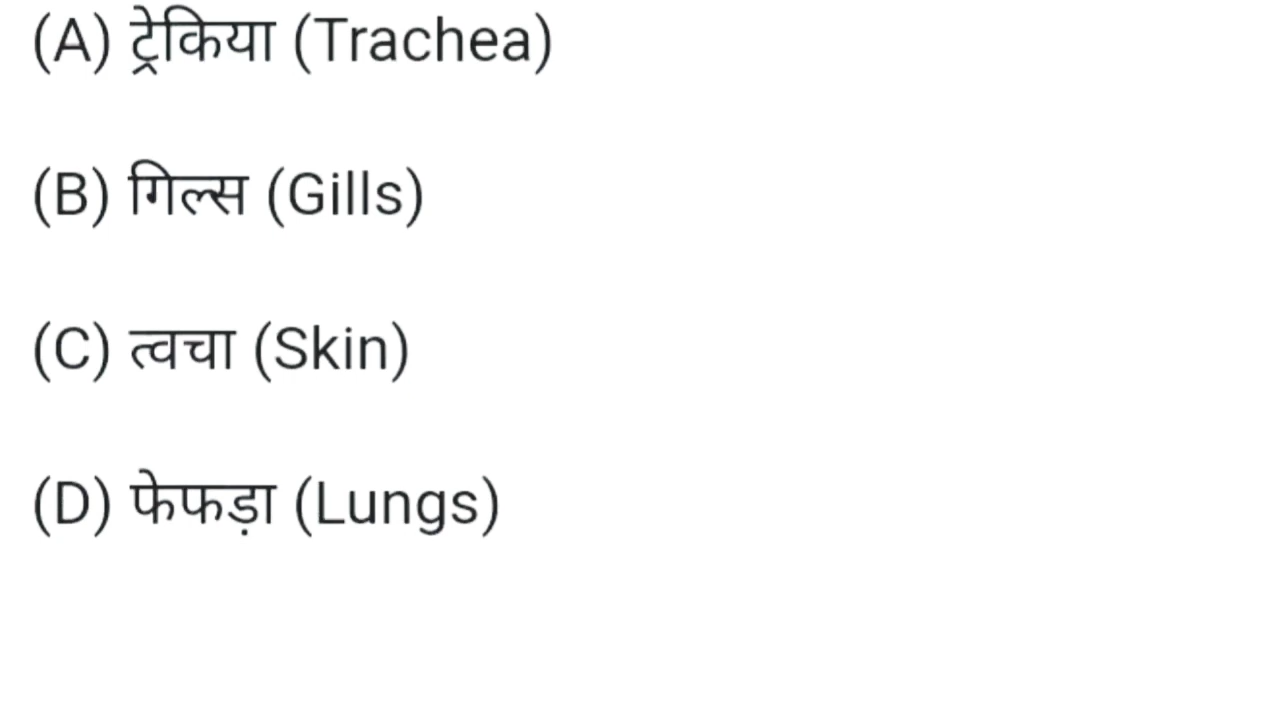 (A) ट्रेकिया (Trachea)
(B) गिल्स (Gills)
(C) त्वचा (Skin)
(D) फेफड़ा (Lungs)